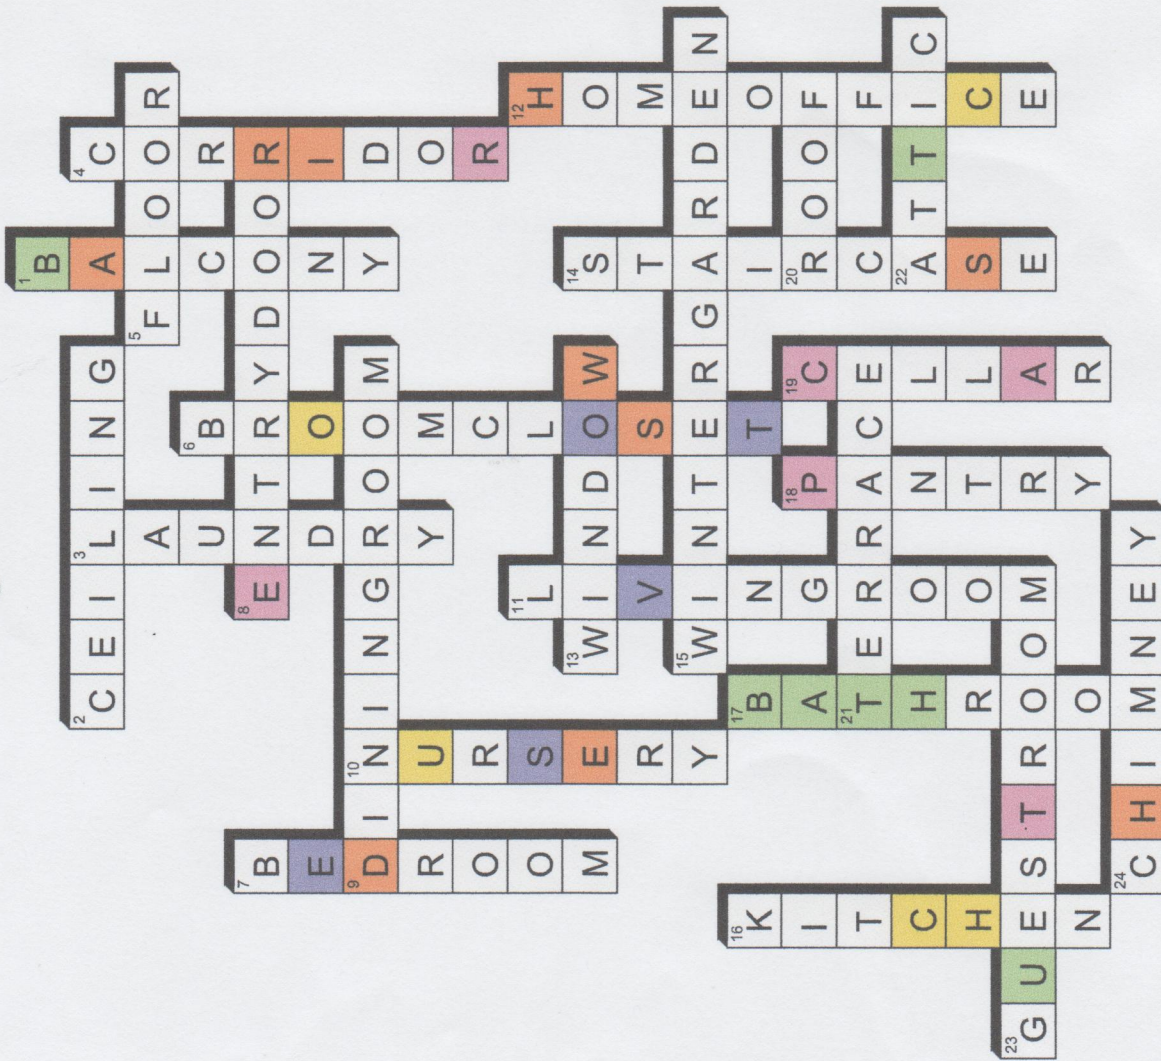 1 BALCONY
2 CEILING
3 LAUNDRY
4 CORRIDOR
5 FLOOR
6 BROOMCLOSET
7 BEDROOM
8 ENTRYDOOR
9 DININGROOM
10 NURSERY
11 LIVINGROOM
12 HOMEOFFICE
13 WINDOW
14 STAIRCASE
15 WINTERGARDEN
16 KITCHEN
17 BATHROOM
18 PANTRY
19 CELLAR
20 ROOF
21 TERRACE
22 ATTIC
23 GUESTROOM
24 CHIMNEY